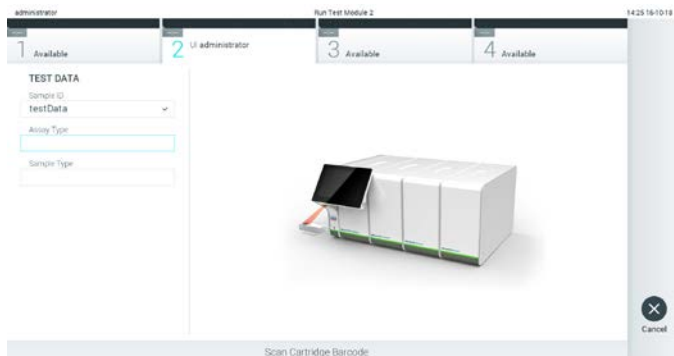 administrator
Run Test Module 2
14:25 16-10-18
1 Available
2 UI administrator
3 Available
4 Available
TEST DATA
Sample ID
testData
Assay Type
Sample Type
Cancel
Scan Cartridge Barcode